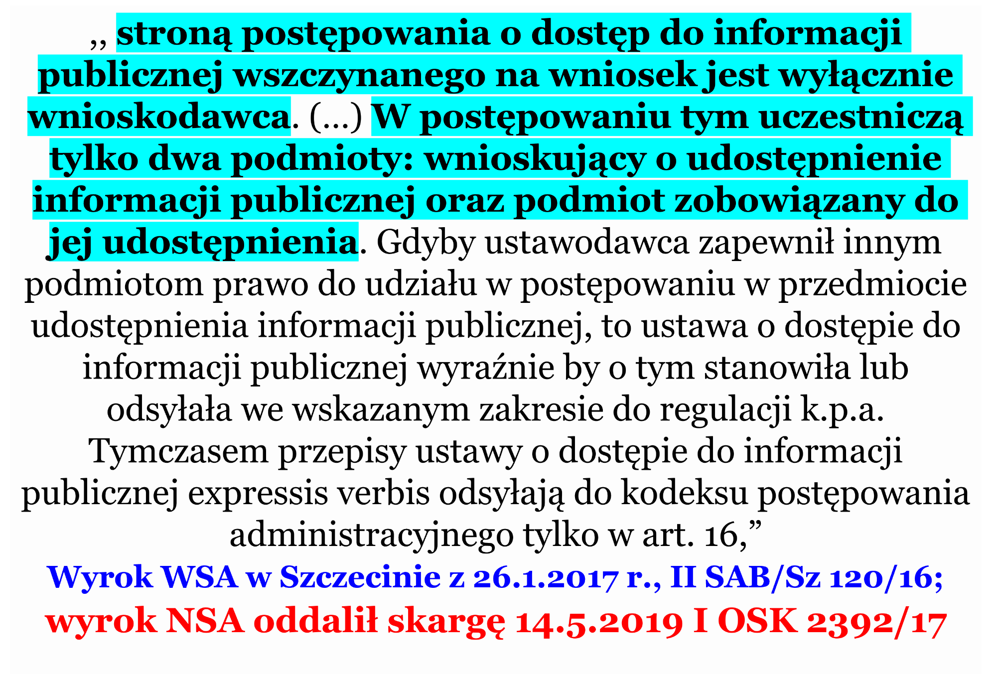 ,, stroną postępowania o dostęp do informacji
publicznej wszczynanego na wniosek jest wyłącznie
wnioskodawca. (...) W postępowaniu tym uczestniczą
tylko dwa podmioty: wnioskujący o udostępnienie
informacji publicznej oraz podmiot zobowiązany do
jej udostępnienia. Gdyby ustawodawca zapewnił innym
podmiotom prawo do udziału w postępowaniu w przedmiocie
udostępnienia informacji publicznej, to ustawa o dostępie do
informacji publicznej wyraźnie by o tym stanowiła lub
odsyłała we wskazanym zakresie do regulacji k.p.a.
Tymczasem przepisy ustawy o dostępie do informacji
publicznej expressis verbis odsyłają do kodeksu postępowania
administracyjnego tylko w art. 16,”
Wyrok WSA w Szczecinie z 26.1.2017 r., II SAB/Sz 120/16;
wyrok NSA oddalił skargę 14.5.2019 I OSK 2392/17